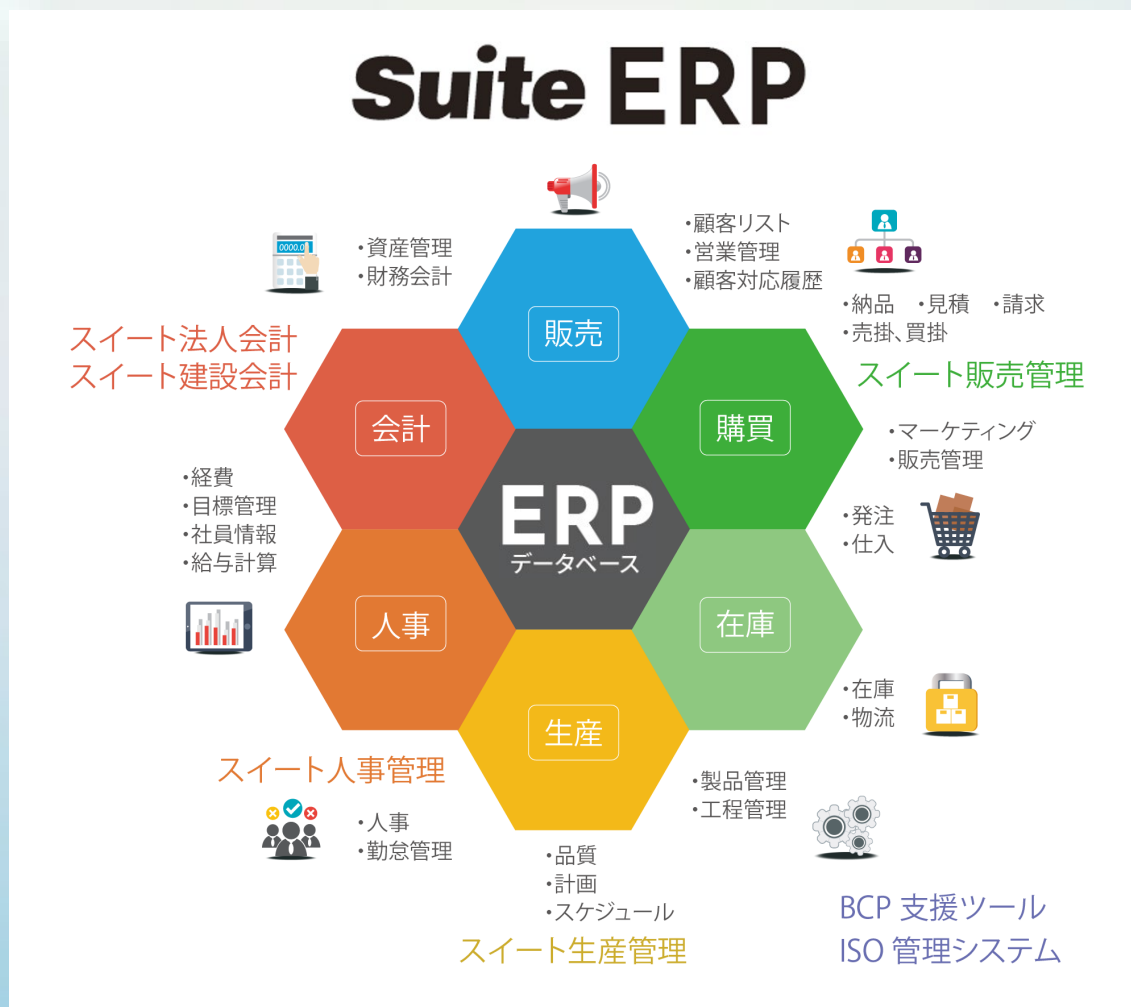 Suite ERP
・資産管理
・財務会計
・顧客リスト
・営業管理
・顧客対応履歴
・納品 ・見積 ・請求
・売掛、買掛
スイート法人会計
スイート建設会計
販売
スイート販売管理
会計
購買
・マーケティング
・販売管理
・経費
・目標管理
・社員情報
・給与計算
ERP
データベース
・発注
・仕入
人事
在庫
・在庫
・物流
生産
スイート人事管理
・製品管理
・工程管理
・人事
・勤怠管理
・品質
・計画
・スケジュール
スイート生産管理
BCP 支援ツール
ISO 管理システム
0000.0